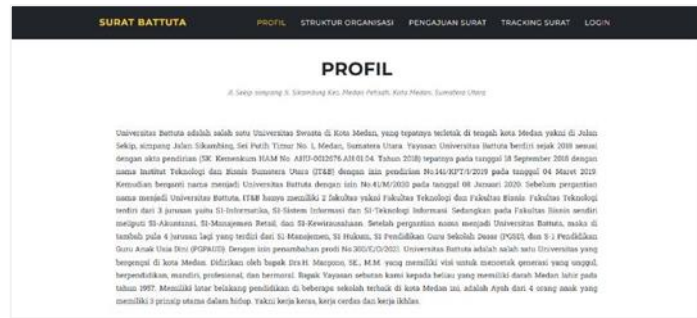 SURAT BATTUTA
PROFIL STRUKTUR ORGANISASI PENGAJUAN SURAT TRACKING SURAT LOGIN
PROFIL
Jl. Sekip simpang Jl. Sikambing Kec. Medan Petisah, Kota Medan, Sumatera Utara
Universitas Battuta adalah salah satu Universitas Swasta di Kota Medan, yang tepatnya terletak di tengah kota Medan yakni di Jalan
Sekip, simpang Jalan Sikambing, Sei Putih Timur No. 1, Medan, Sumatera Utara. Yayasan Universitas Battuta berdiri sejak 2018 sesuai
dengan akta pendirian (SK. Kemenkum HAM No. AHU-0012676.AH.01.04. Tahun 2018) tepatnya pada tanggal 18 September 2018 dengan
nama Institut Teknologi dan Bisnis Sumatera Utara (IT&B) dengan izin pendirian No.141/KPT/I/2019 pada tanggal 04 Maret 2019.
Kemudian berganti nama menjadi Universitas Battuta dengan izin No.41/M/2020 pada tanggal 08 Januari 2020. Sebelum pergantian
nama menjadi Universitas Battuta, IT&B hanya memiliki 2 fakultas yakni Fakultas Teknologi dan Fakultas Bisnis. Fakultas Teknologi
terdiri dari 3 jurusan yaitu S1-Informatika, S1-Sistem Informasi dan S1-Teknologi Informasi. Sedangkan pada Fakultas Bisnis sendiri
meliputi S1-Akuntansi, S1-Manajemen Retail, dan S1-Kewirausahaan. Setelah pergantian nama menjadi Universitas Battuta, maka di
tambah pula 4 jurusan lagi yang terdiri dari S1-Manajemen, S1 Hukum, S1 Pendidikan Guru Sekolah Dasar (PGSD), dan S-1 Pendidikan
Guru Anak Usia Dini (PGPAUD). Dengan izin penambahan prodi No.300/E/O/2021. Universitas Battuta adalah salah satu Universitas yang
bergengsi di kota Medan. Didirikan oleh bapak Drs.H. Margono, SE., M.M. yang memiliki visi untuk mencetak generasi yang unggul,
berpendidikan, mandiri, profesional, dan bermoral. Bapak Yayasan sebutan kami kepada beliau yang memiliki darah Medan lahir pada
tahun 1957. Memiliki latar belakang pendidikan di beberapa sekolah terbaik di kota Medan ini, adalah Ayah dari 4 orang anak yang
memiliki 3 prinsip utama dalam hidup. Yakni kerja keras, kerja cerdas dan kerja ikhlas.